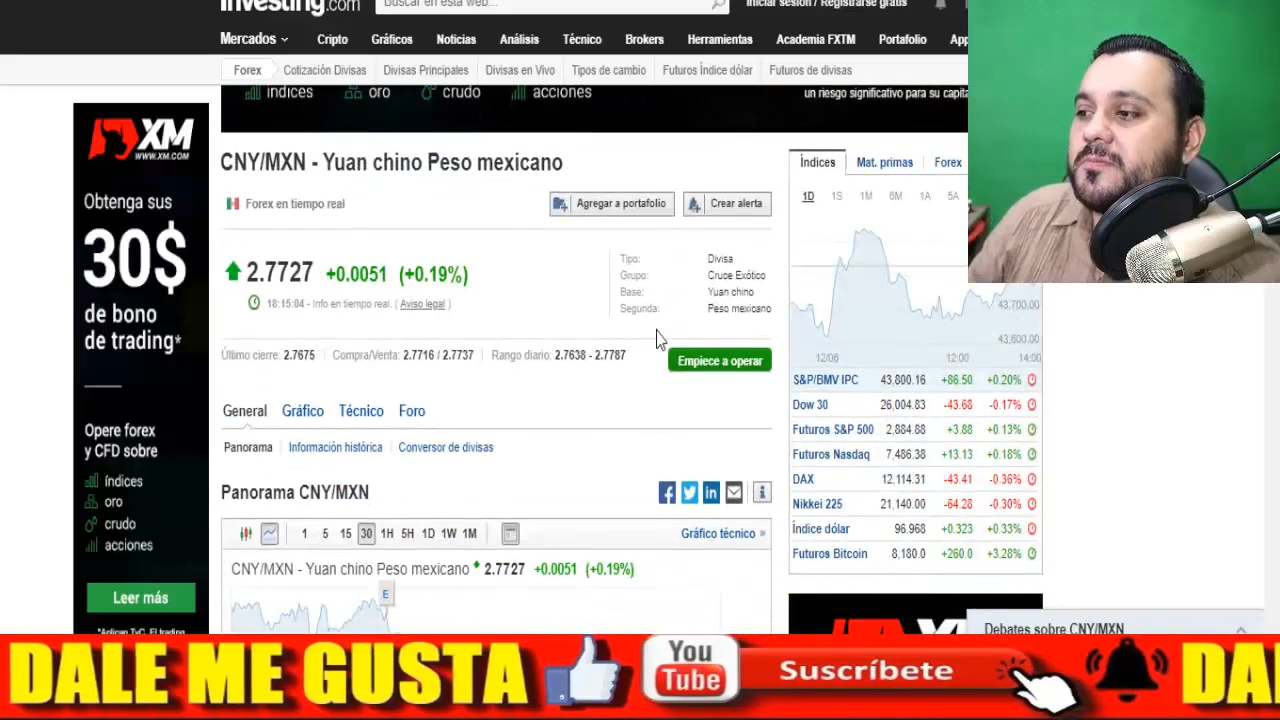 Investing.com
Buscar en esta web...
Iniciar sesión / Registrarse gratis
Mercados Cripto Gráficos Noticias Análisis Técnico Brokers Herramientas Academia FXTM Portafolio
Forex Cotización Divisas Divisas Principales Divisas en Vivo Tipos de cambio Futuros Índice dólar Futuros de divisas
índices oro crudo acciones
un riesgo significativo para su capita
XM
WWW.XM.COM
Obtenga sus
30$
de bono
de trading*
Opere forex
y CFD sobre
índices
oro
crudo
acciones
Leer más
CNY/MXN - Yuan chino Peso mexicano
Forex en tiempo real
Agregar a portafolio
Crear alerta
2.7727 +0.0051 (+0.19%)
18:15:04 - Info en tiempo real. ( Aviso legal )
Tipo: Divisa
Grupo: Cruce Exótico
Base: Yuan chino
Segunda: Peso mexicano
Último cierre: 2.7675 Compra/Venta: 2.7716 / 2.7737 Rango diario: 2.7638 - 2.7787
Empiece a operar
General Gráfico Técnico Foro
Panorama Información histórica Conversor de divisas
Panorama CNY/MXN
1 5 15 30 1H 5H 1D 1W 1M
Gráfico técnico »
CNY/MXN - Yuan chino Peso mexicano 2.7727 +0.0051 (+0.19%)
E
Índices Mat. primas Forex
1D 1S 1M 6M 1A 5A
43,700.00
43,600.00
12/06 12:00 14:00
S&P/BMV IPC 43,800.16 +86.50 +0.20%
Dow 30 26,004.83 -43.68 -0.17%
Futuros S&P 500 2,884.88 +3.88 +0.13%
Futuros Nasdaq 7,486.38 +13.13 +0.18%
DAX 12,114.31 -43.41 -0.36%
Nikkei 225 21,140.00 -64.28 -0.30%
Índice dólar 96.968 +0.323 +0.33%
Futuros Bitcoin 8,180.0 +260.0 +3.28%
Debates sobre CNY/MXN
DALE ME GUSTA
You
Tube
Suscríbete
DA